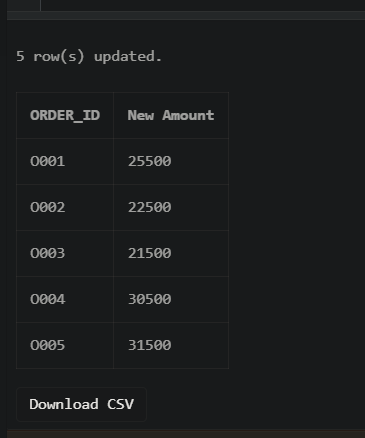 5 row(s) updated.
ORDER_ID New Amount
O001 25500
O002 22500
O003 21500
O004 30500
O005 31500
Download CSV